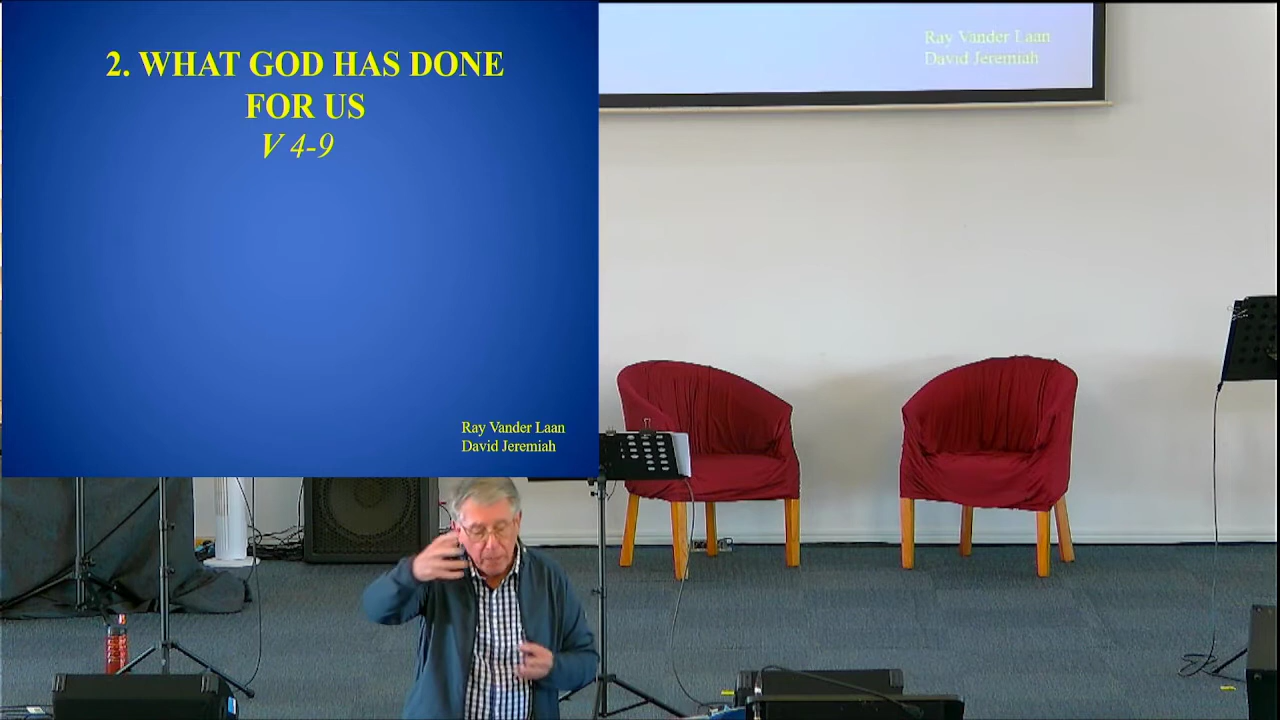 2. WHAT GOD HAS DONE
FOR US
V 4-9
Ray Vander Laan
David Jeremiah
Ray Vander Laan
David Jeremiah